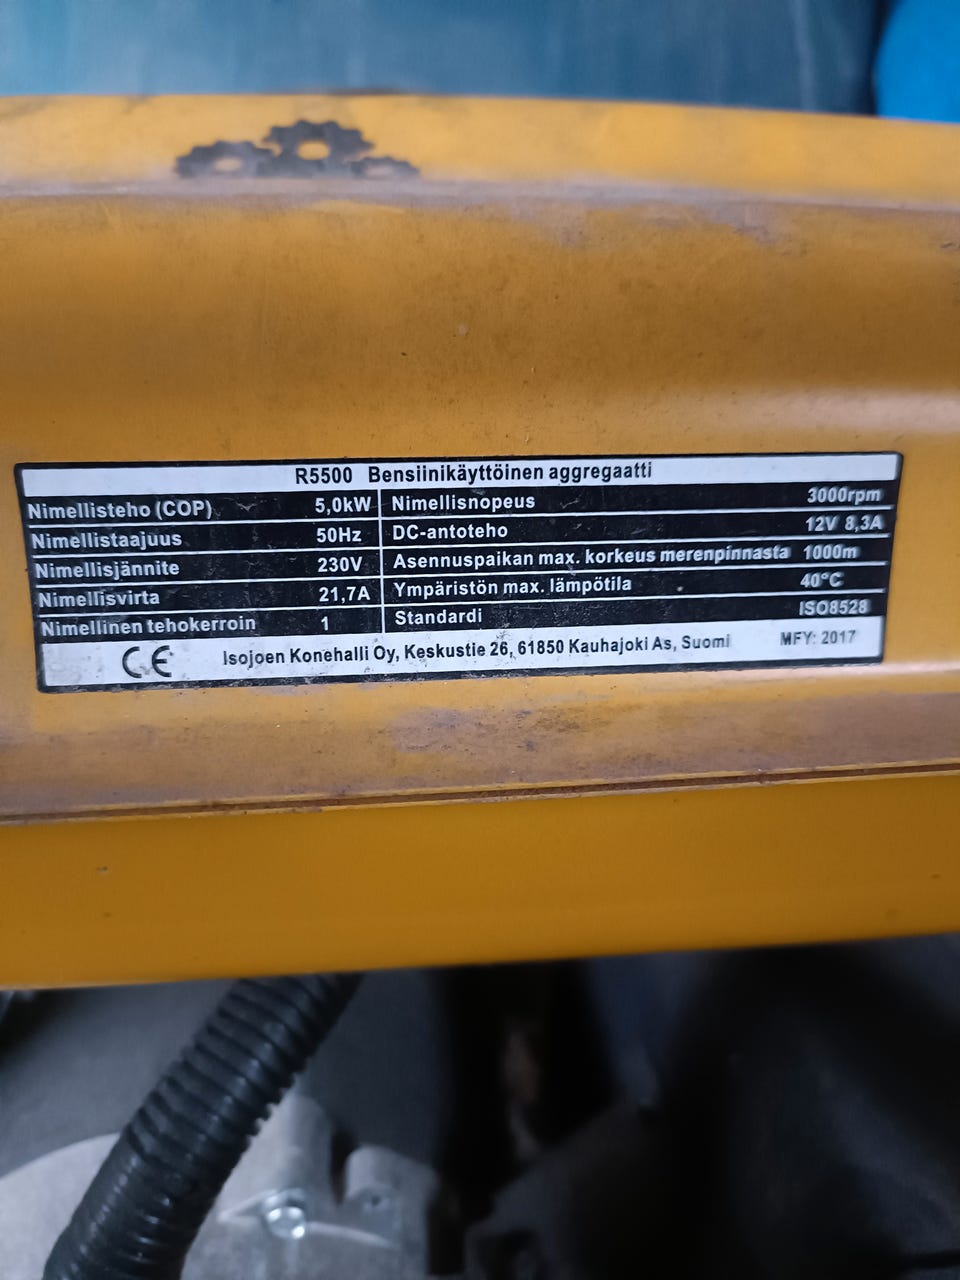 R5500 Bensiinikäyttöinen aggregaatti
Nimellisteho (COP) 5,0kW Nimellisnopeus 3000rpm
Nimellistaajuus 50Hz DC-antoteho 12V 8,3A
Nimellisjännite 230V Asennuspaikan max. korkeus merenpinnasta 1000m
Nimellisvirta 21,7A Ympäristön max. lämpötila 40°C
Nimellinen tehokerroin 1 Standardi ISO8528
CE Isojoen Konehalli Oy, Keskustie 26, 61850 Kauhajoki As, Suomi MFY: 2017